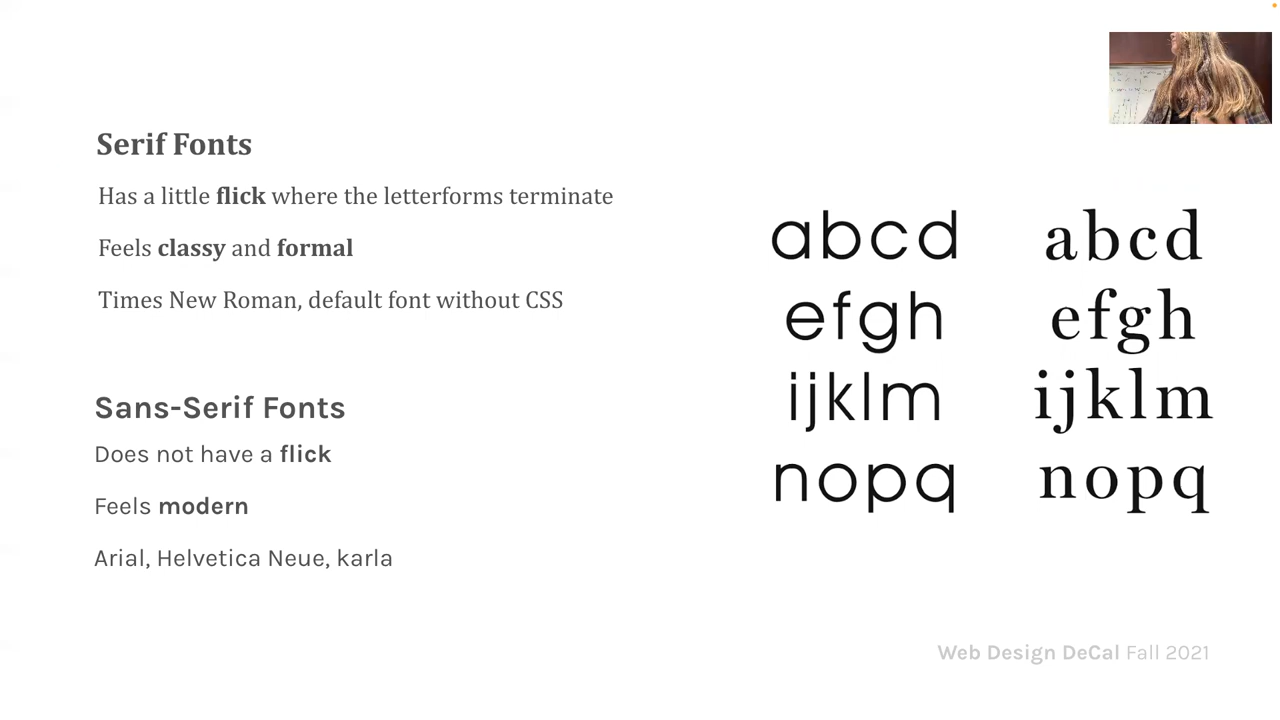 Serif Fonts
Has a little flick where the letterforms terminate
Feels classy and formal
Times New Roman, default font without CSS
Sans-Serif Fonts
Does not have a flick
Feels modern
Arial, Helvetica Neue, karla
abcd
efgh
ijklm
nopq
abcd
efgh
ijklm
nopq
Web Design DeCal Fall 2021